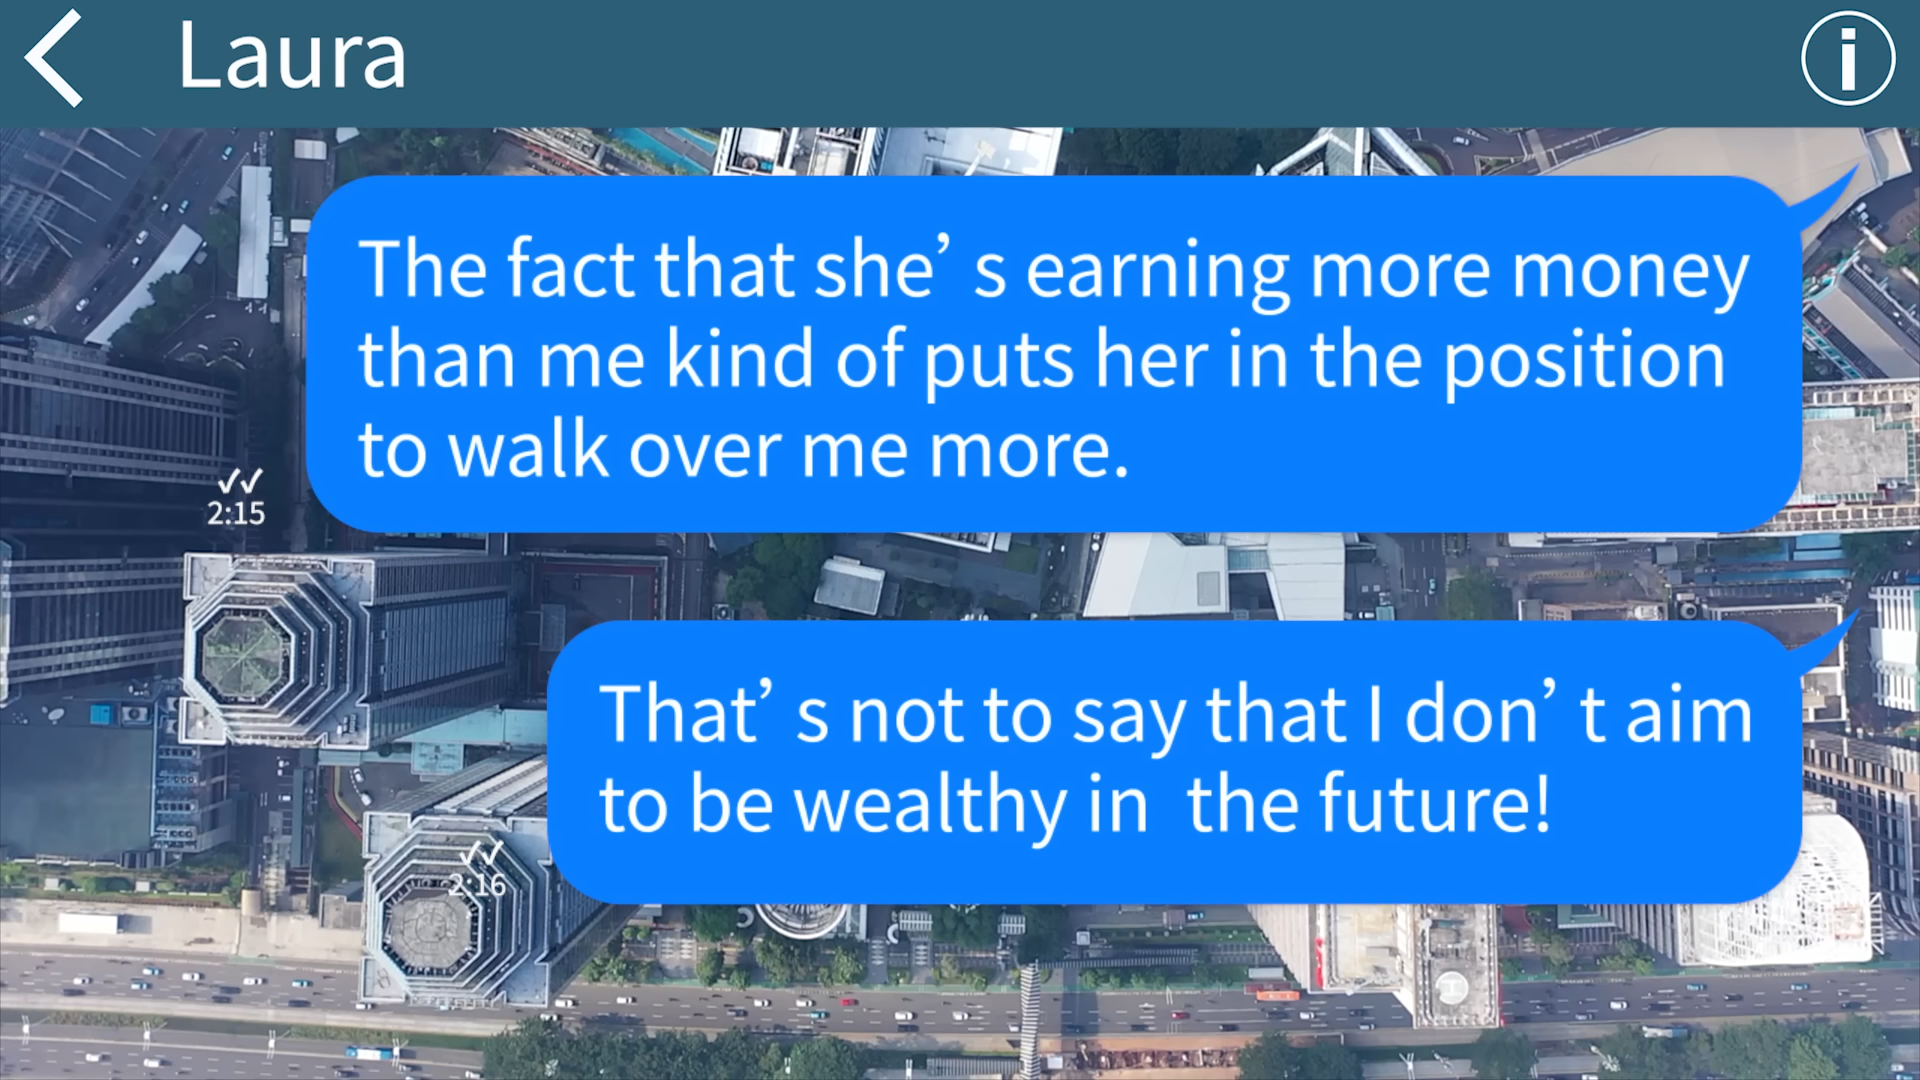 Laura
The fact that she’s earning more money
than me kind of puts her in the position
to walk over me more.
2:15
That’s not to say that I don’t aim
to be wealthy in  the future!
2:16